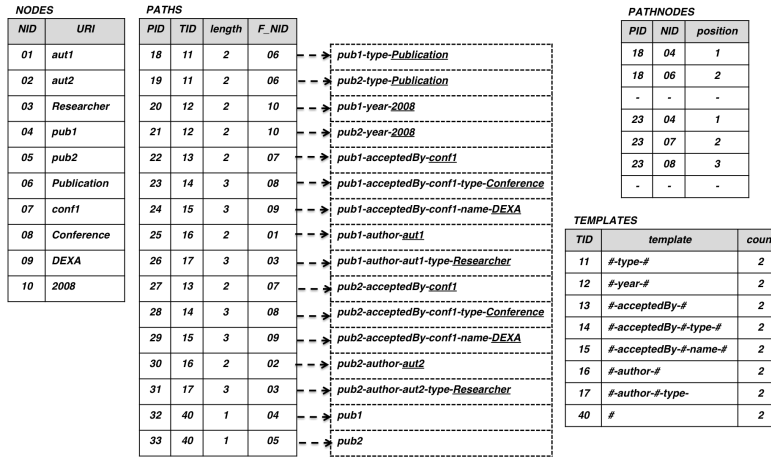 NODES
NID URI
01 aut1
02 aut2
03 Researcher
04 pub1
05 pub2
06 Publication
07 conf1
08 Conference
09 DEXA
10 2008
PATHS
PID TID length F_NID
18 11 2 06 pub1-type-Publication
19 11 2 06 pub2-type-Publication
20 12 2 10 pub1-year-2008
21 12 2 10 pub2-year-2008
22 13 2 07 pub1-acceptedBy-conf1
23 14 3 08 pub1-acceptedBy-conf1-type-Conference
24 15 3 09 pub1-acceptedBy-conf1-name-DEXA
25 16 2 01 pub1-author-aut1
26 17 3 03 pub1-author-aut1-type-Researcher
27 13 2 07 pub2-acceptedBy-conf1
28 14 3 08 pub2-acceptedBy-conf1-type-Conference
29 15 3 09 pub2-acceptedBy-conf1-name-DEXA
30 16 2 02 pub2-author-aut2
31 17 3 03 pub2-author-aut2-type-Researcher
32 40 1 04 pub1
33 40 1 05 pub2
PATHNODES
PID NID position
18 04 1
18 06 2
- - -
23 04 1
23 07 2
23 08 3
- - -
TEMPLATES
TID template coun
11 #-type-# 2
12 #-year-# 2
13 #-acceptedBy-# 2
14 #-acceptedBy-#-type-# 2
15 #-acceptedBy-#-name-# 2
16 #-author-# 2
17 #-author-#-type- 2
40 # 2